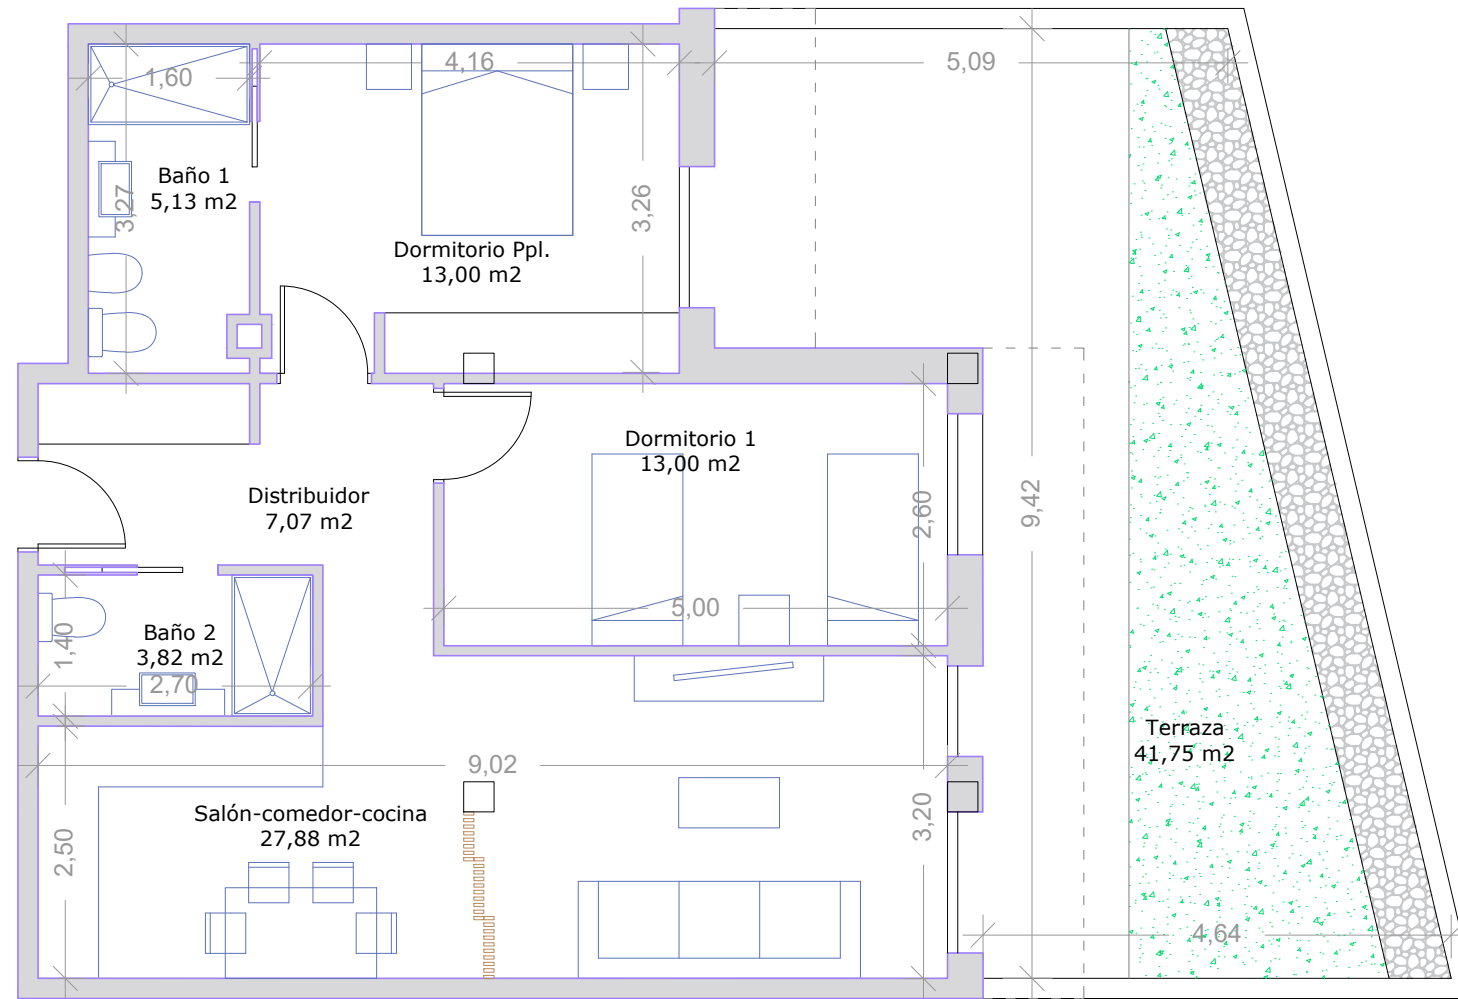 1,60
4,16
5,09
Baño 1
5,13 m2
3,27
3,26
Dormitorio Ppl.
13,00 m2
Dormitorio 1
13,00 m2
Distribuidor
7,07 m2
2,60
9,42
5,00
Baño 2
3,82 m2
1,40
2,70
Terraza
41,75 m2
9,02
Salón-comedor-cocina
27,88 m2
2,50
3,20
4,64